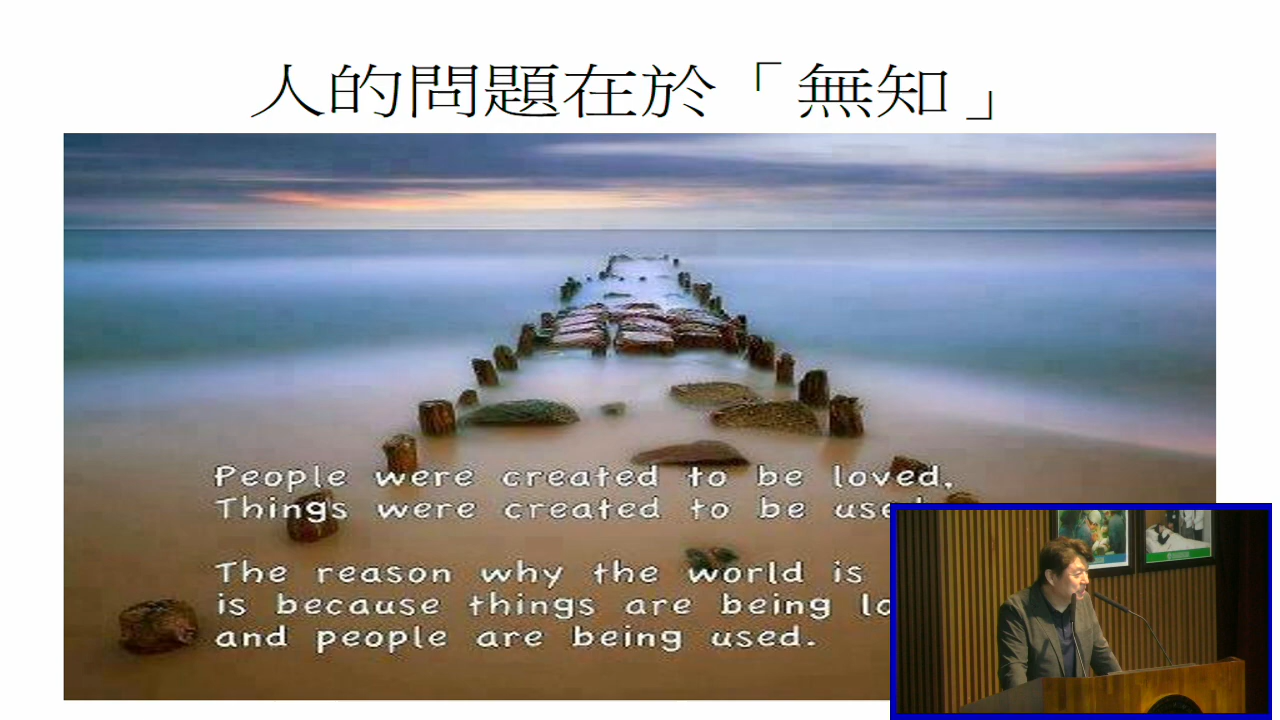 人的問題在於「無知」
People were created to be loved,
Things were created to be
The reason why the world is
is because things are being
and people are being used.